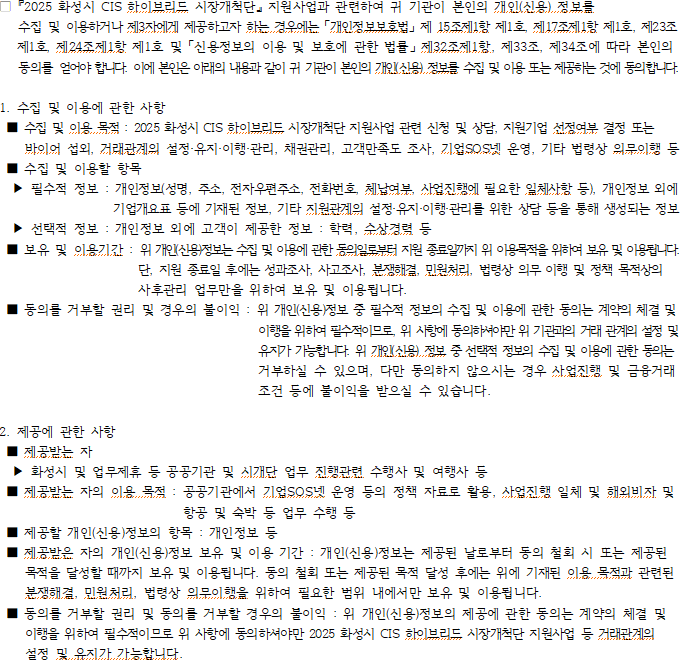 □ 『2025 화성시 CIS 하이브리드 시장개척단』 지원사업과 관련하여 귀 기관이 본인의 개인(신용) 정보를
수집 및 이용하거나 제3자에게 제공하고자 하는 경우에는 「개인정보보호법」 제 15조제1항 제1호, 제17조제1항 제1호, 제23조
제1호, 제24조제1항 제1호 및 「신용정보의 이용 및 보호에 관한 법률」 제32조제1항, 제33조, 제34조에 따라 본인의
동의를 얻어야 합니다. 이에 본인은 아래의 내용과 같이 귀 기관이 본인의 개인(신용) 정보를 수집 및 이용 또는 제공하는 것에 동의합니다.
1. 수집 및 이용에 관한 사항
■ 수집 및 이용 목적 : 2025 화성시 CIS 하이브리드 시장개척단 지원사업 관련 신청 및 상담, 지원기업 선정여부 결정 또는
바이어 섭외, 거래관계의 설정·유지·이행·관리, 채권관리, 고객만족도 조사, 기업SOS넷 운영, 기타 법령상 의무이행 등
■ 수집 및 이용할 항목
▶ 필수적 정보 : 개인정보(성명, 주소, 전자우편주소, 전화번호, 체납여부, 사업진행에 필요한 일체사항 등), 개인정보 외에
기업개요표 등에 기재된 정보, 기타 지원관계의 설정·유지·이행·관리를 위한 상담 등을 통해 생성되는 정보
▶ 선택적 정보 : 개인정보 외에 고객이 제공한 정보 : 학력, 수상경력 등
■ 보유 및 이용기간 : 위 개인(신용)정보는 수집 및 이용에 관한 동의일로부터 지원 종료일까지 위 이용목적을 위하여 보유 및 이용됩니다.
단, 지원 종료일 후에는 성과조사, 사고조사, 분쟁해결, 민원처리, 법령상 의무 이행 및 정책 목적상의
사후관리 업무만을 위하여 보유 및 이용됩니다.
■ 동의를 거부할 권리 및 경우의 불이익 : 위 개인(신용)정보 중 필수적 정보의 수집 및 이용에 관한 동의는 계약의 체결 및
이행을 위하여 필수적이므로, 위 사항에 동의하셔야만 위 기관과의 거래 관계의 설정 및
유지가 가능합니다. 위 개인(신용) 정보 중 선택적 정보의 수집 및 이용에 관한 동의는
거부하실 수 있으며, 다만 동의하지 않으시는 경우 사업진행 및 금융거래
조건 등에 불이익을 받으실 수 있습니다.
2. 제공에 관한 사항
■ 제공받는 자
▶ 화성시 및 업무제휴 등 공공기관 및 시개단 업무 진행관련 수행사 및 여행사 등
■ 제공받는 자의 이용 목적 : 공공기관에서 기업SOS넷 운영 등의 정책 자료로 활용, 사업진행 일체 및 해외비자 및
항공 및 숙박 등 업무 수행 등
■ 제공할 개인(신용)정보의 항목 : 개인정보 등
■ 제공받은 자의 개인(신용)정보 보유 및 이용 기간 : 개인(신용)정보는 제공된 날로부터 동의 철회 시 또는 제공된
목적을 달성할 때까지 보유 및 이용됩니다. 동의 철회 또는 제공된 목적 달성 후에는 위에 기재된 이용 목적과 관련된
분쟁해결, 민원처리, 법령상 의무이행을 위하여 필요한 범위 내에서만 보유 및 이용됩니다.
■ 동의를 거부할 권리 및 동의를 거부할 경우의 불이익 : 위 개인(신용)정보의 제공에 관한 동의는 계약의 체결 및
이행을 위하여 필수적이므로 위 사항에 동의하셔야만 2025 화성시 CIS 하이브리드 시장개척단 지원사업 등 거래관계의
설정 및 유지가 가능합니다.